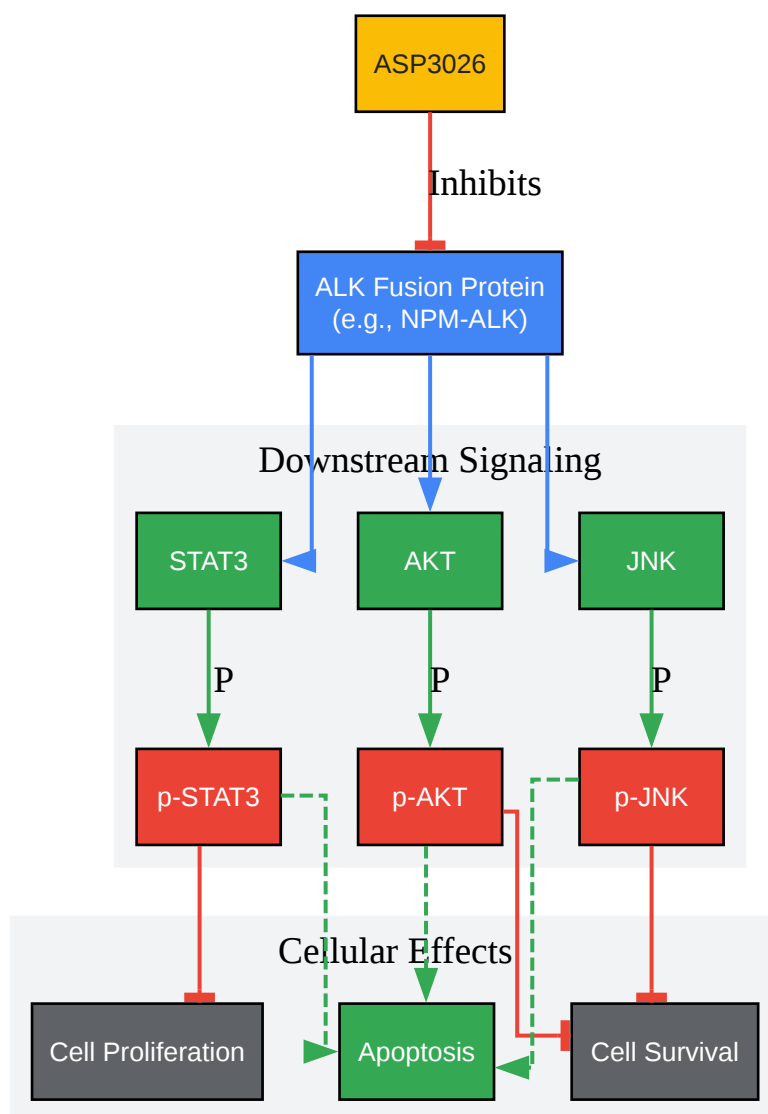 ASP3026
Inhibits
ALK Fusion Protein
(e.g., NPM-ALK)
Downstream Signaling
STAT3
AKT
JNK
P
P
P
p-STAT3
p-AKT
p-JNK
Cellular Effects
Cell Proliferation
Apoptosis
Cell Survival